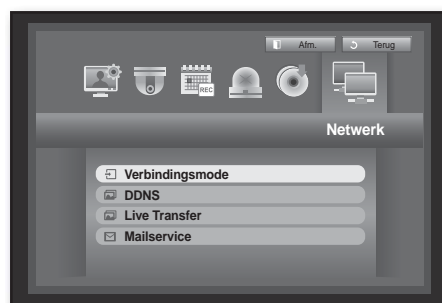 Afm. Terug
REC
Netwerk
Verbindingsmode
DDNS
Live Transfer
Mailservice